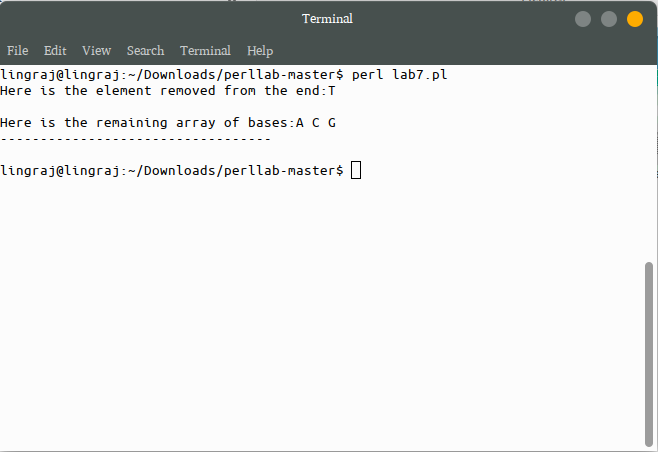 Terminal
File Edit View Search Terminal Help
lingraj@lingraj:~/Downloads/perllab-master$ perl lab7.pl
Here is the element removed from the end:T
Here is the remaining array of bases:A C G
----------------------------------
lingraj@lingraj:~/Downloads/perllab-master$